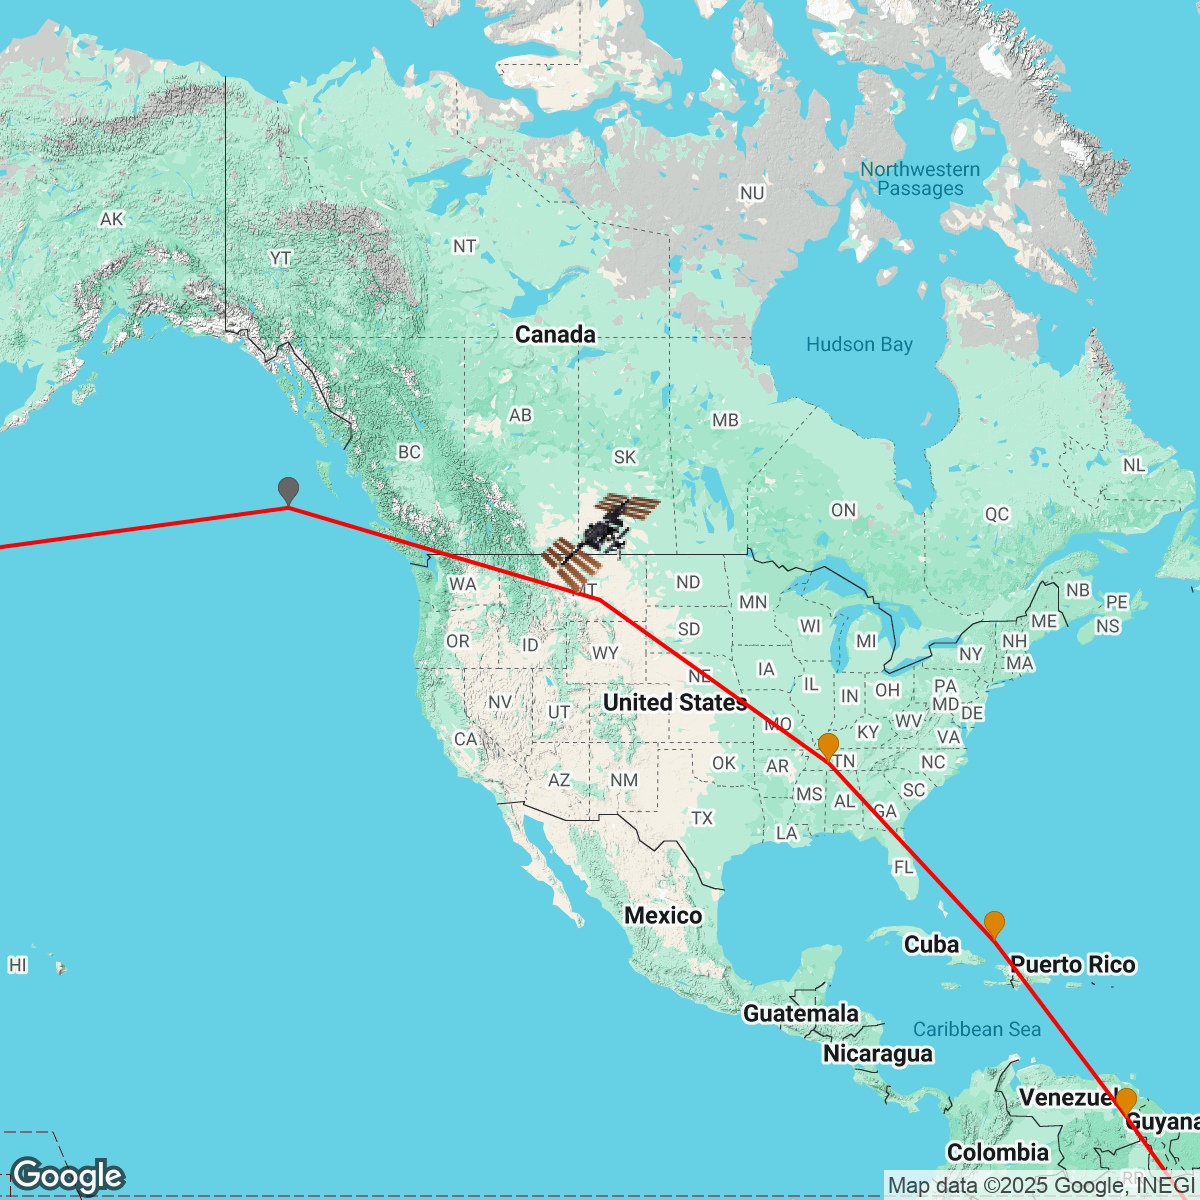 Northwestern
Passages
NU
AK
NT
YT
Canada
Hudson Bay
AB
MB
BC
SK
NL
ON
QC
WA
ND
NB
MN
PE
ME
NS
WI
SD
MI
OR
ID
NH
NY
WY
MA
IA
NE
IL
IN
OH
PA
NV
United States
MD
UT
DE
WV
MO
KY
CA
VA
TN
NC
OK
AR
AZ
NM
SC
MS
AL
GA
TX
LA
FL
Mexico
Cuba
HI
Puerto Rico
Guatemala
Caribbean Sea
Nicaragua
Venezuel
Guyana
Colombia
Google
Map data ©2025 Google, INEGI